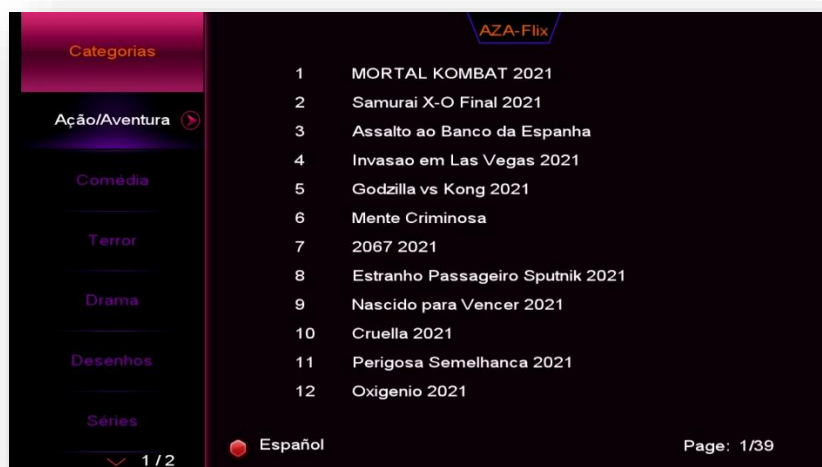 AZA-Flix
Categorias
Ação/Aventura
Comédia
Terror
Drama
Desenhos
Séries
1/2
1 MORTAL KOMBAT 2021
2 Samurai X-O Final 2021
3 Assalto ao Banco da Espanha
4 Invasao em Las Vegas 2021
5 Godzilla vs Kong 2021
6 Mente Criminosa
7 2067 2021
8 Estranho Passageiro Sputnik 2021
9 Nascido para Vencer 2021
10 Cruella 2021
11 Perigosa Semelhanca 2021
12 Oxigenio 2021
Español
Page: 1/39